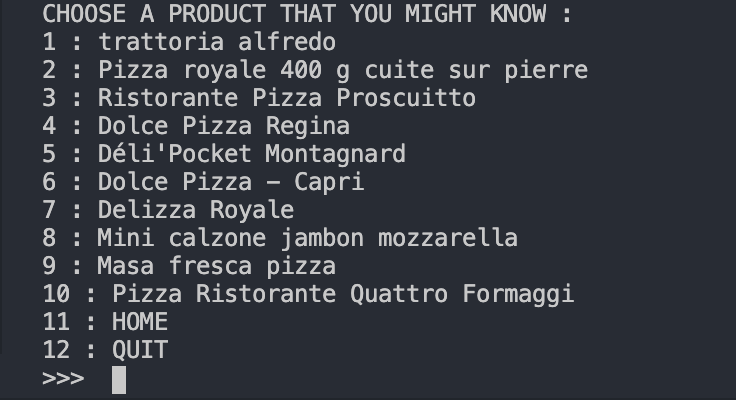 CHOOSE A PRODUCT THAT YOU MIGHT KNOW :
1 : trattoria alfredo
2 : Pizza royale 400 g cuite sur pierre
3 : Ristorante Pizza Proscuitto
4 : Dolce Pizza Regina
5 : Déli'Pocket Montagnard
6 : Dolce Pizza – Capri
7 : Delizza Royale
8 : Mini calzone jambon mozzarella
9 : Masa fresca pizza
10 : Pizza Ristorante Quattro Formaggi
11 : HOME
12 : QUIT
>>>